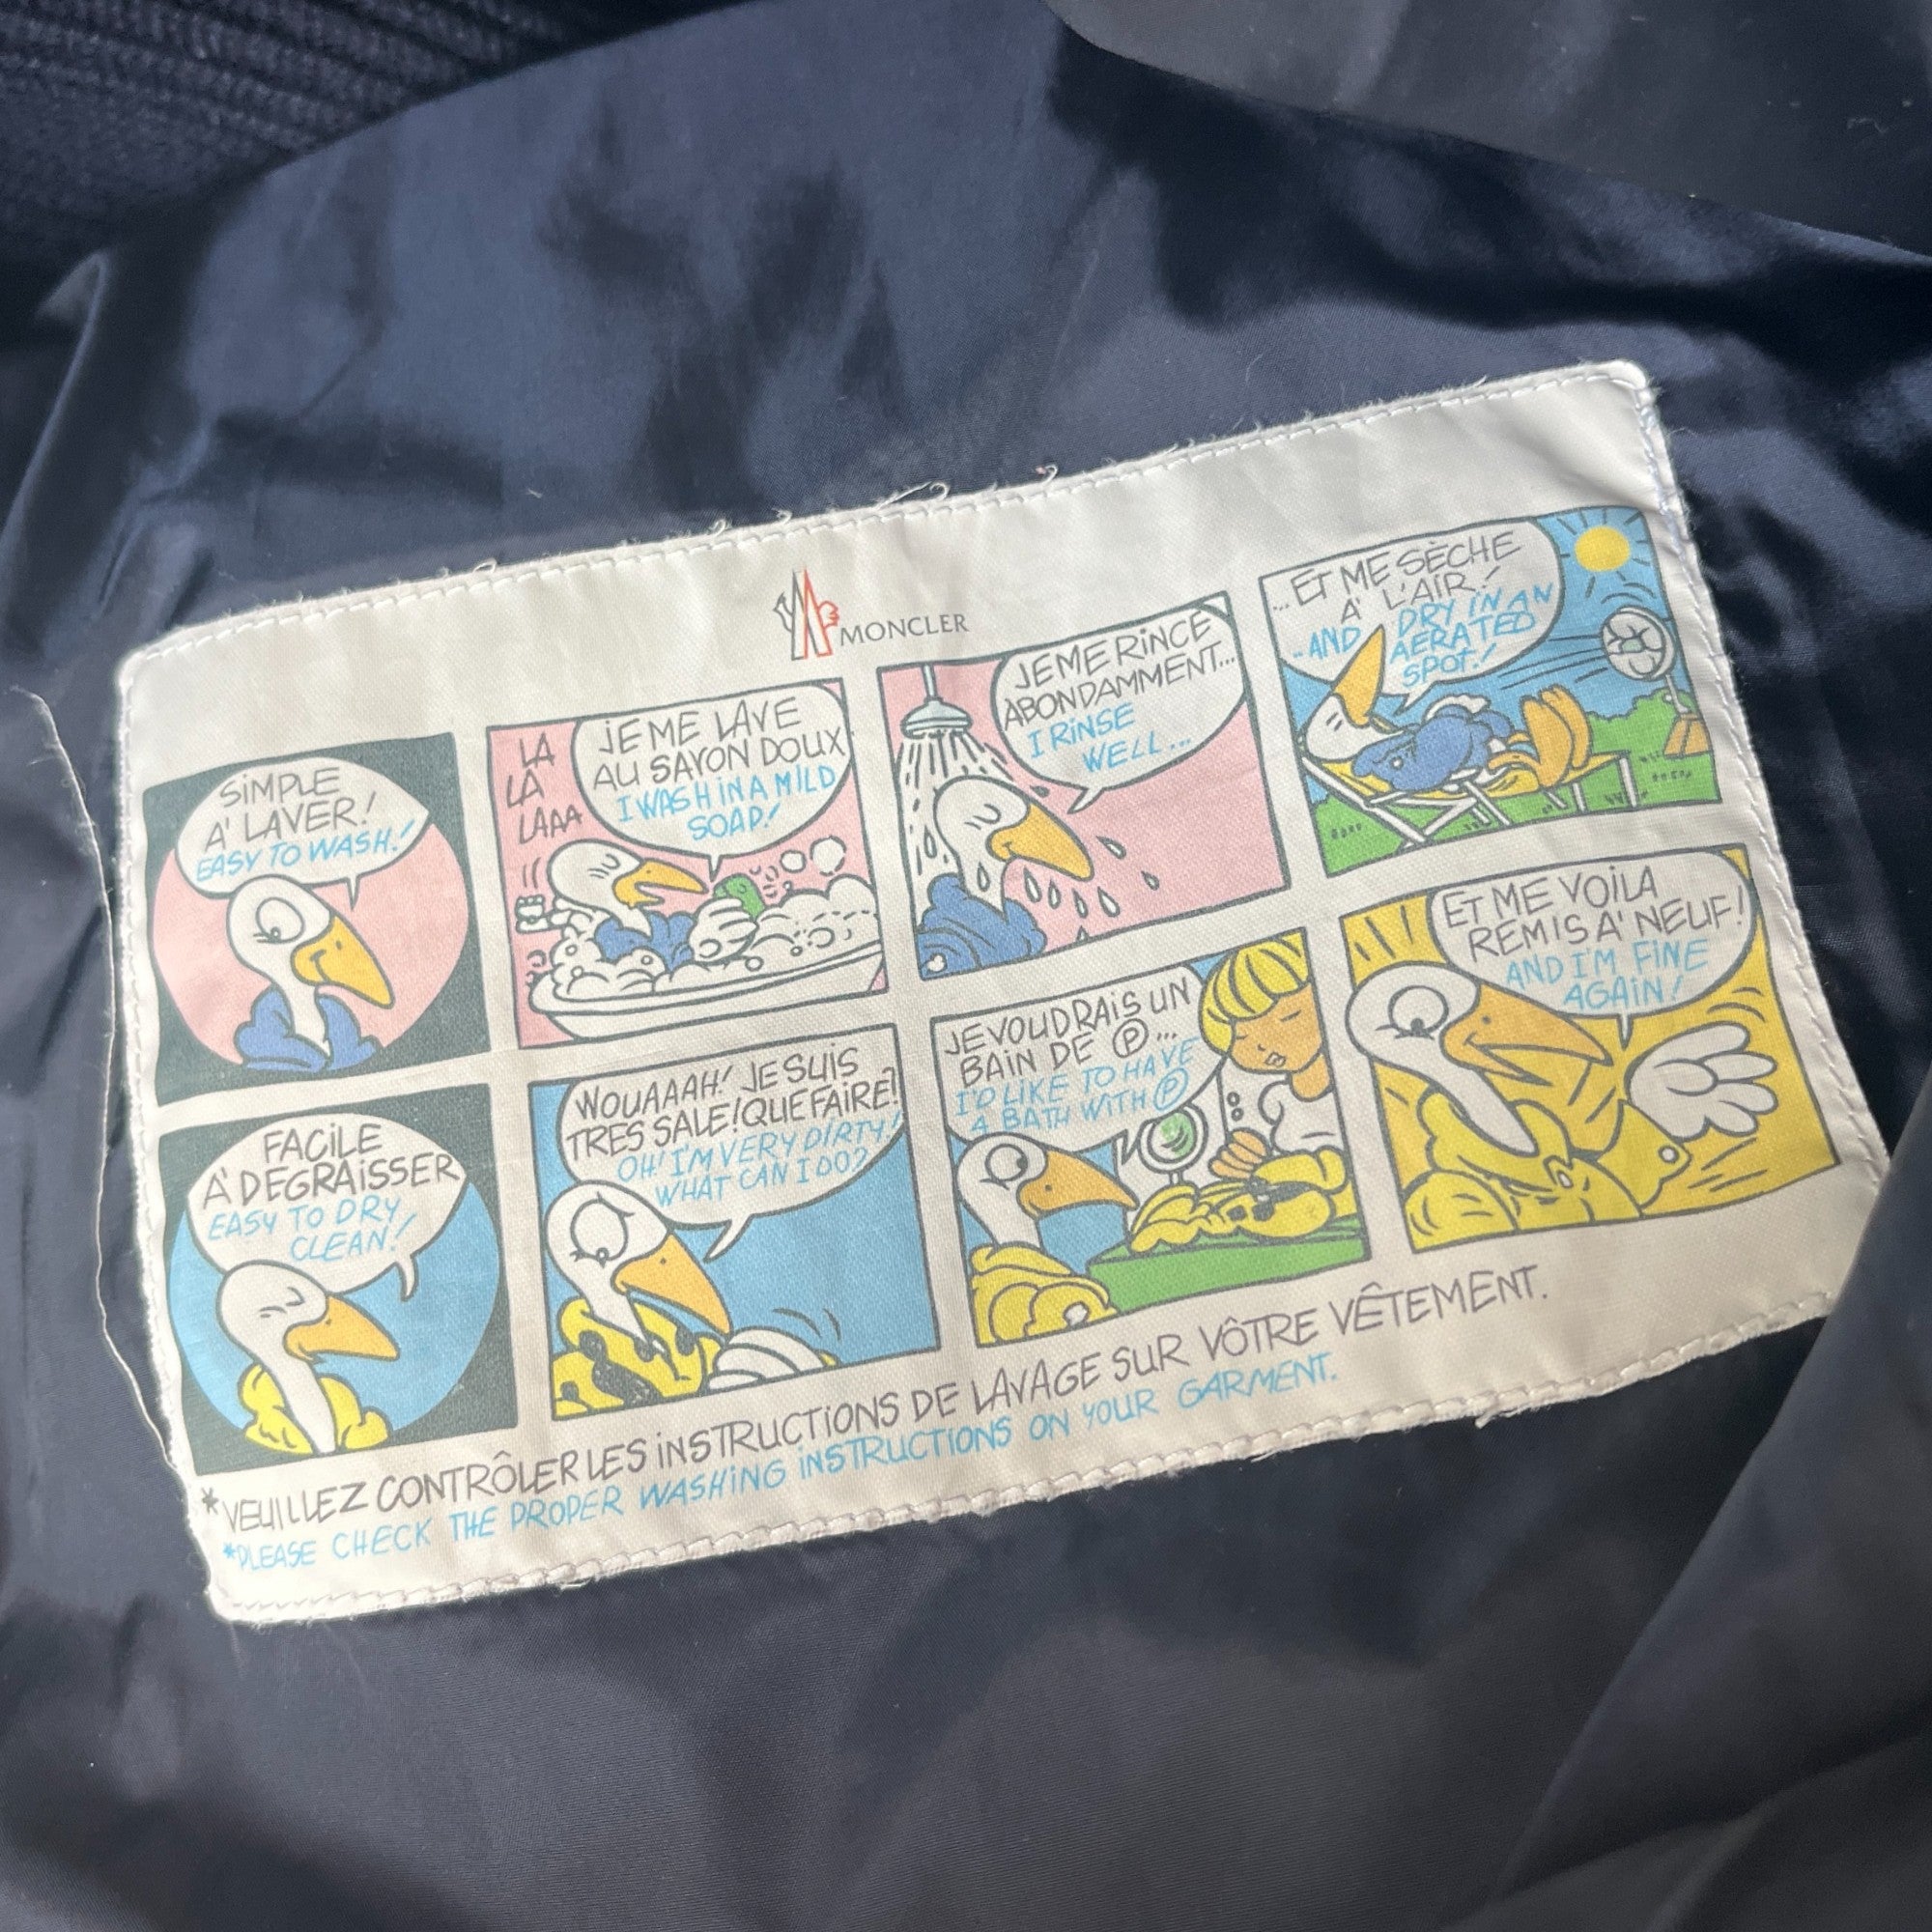 MONCLER
SiMPLE
A' LAVER!
EASY TO WASH!
LA
LA
LAAA
JE ME LAVE
AU SAVON DOUX
I WASH iN A MiLD
SOAP!
JE ME RiNCE
ABONDAMMENT...
I RiNSE
WELL...
...ET ME SÈCHE
A' L'AIR!
..AND DRY iN AN
AERATED
SPOT!
FACiLE
A' DEGRAiSSER
EASY TO DRY
CLEAN!
WOUAAAH! JE SUiS
TRES SALE! QUE FAIRE?
OH! I'M VERY DiRTY!
WHAT CAN I DO?
JE VOUDRAiS UN
BAiN DE Ⓟ...
I'D LiKE TO HAVE
A BATH WiTH Ⓟ
ET ME VOiLA
REMiS A' NEUF!
AND I'M FiNE
AGAiN!
*VEUILLEZ CONTRÔLER LES iNSTRUCTiONS DE LAVAGE SUR VÔTRE VÊTEMENT.
*PLEASE CHECK THE PROPER WASHiNG iNSTRUCTIONS ON YOUR GARMENT.